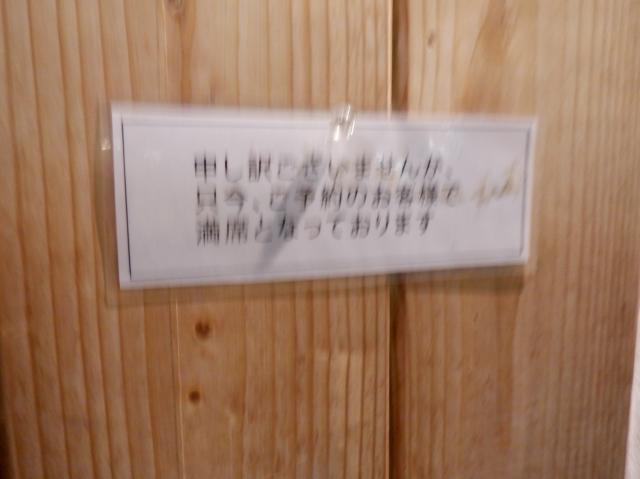 申し訳ございませんが、
只今、ご予約のお客様で
満席となっております